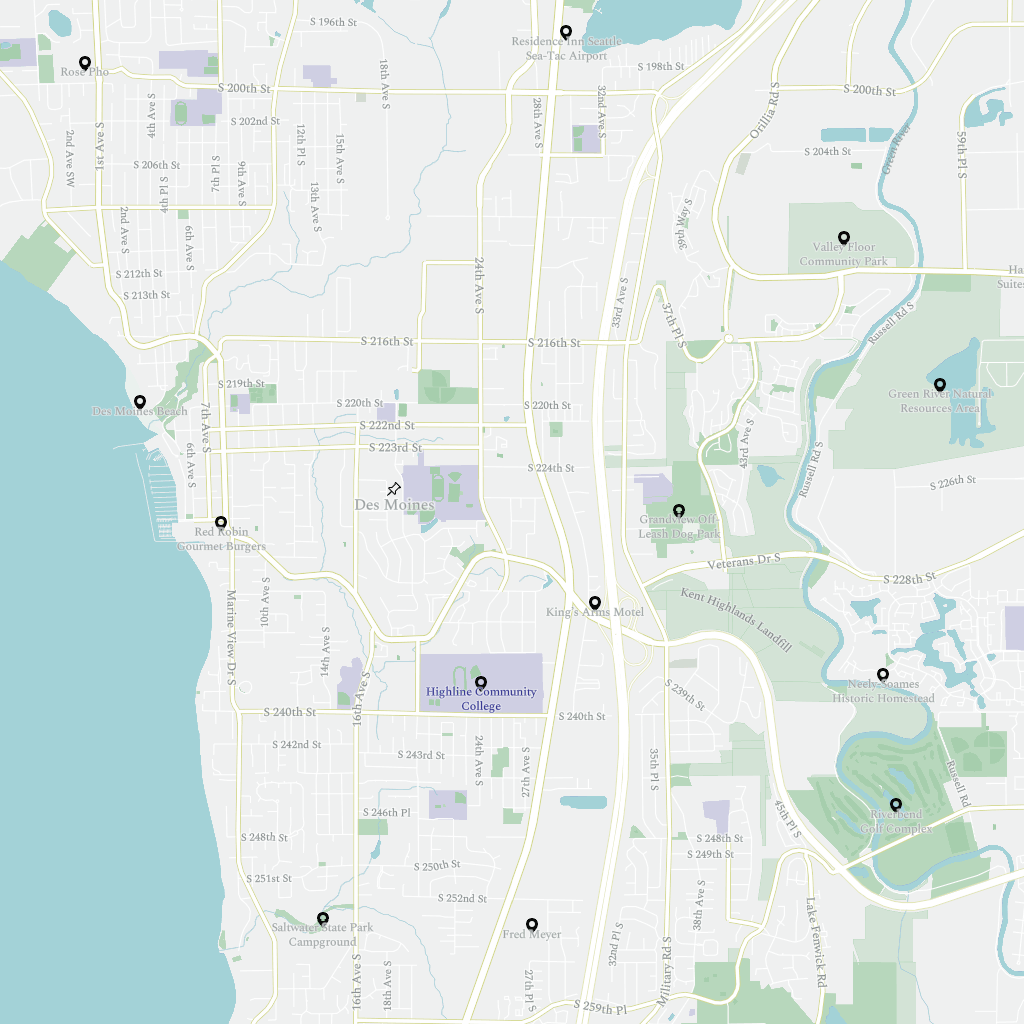 S 196th St
Residence Inn Seattle
Sea-Tac Airport
Rose Pho
S 198th St
18th Ave S
S 200th St
S 200th St
4th Ave S
28th Ave S
32nd Ave S
Orillia Rd S
S 202nd St
2nd Ave SW
1st Ave S
12th Pl S
15th Ave S
S 204th St
Green River
59th Pl S
S 206th St
4th Pl S
7th Pl S
9th Ave S
13th Ave S
2nd Ave S
6th Ave S
39th Way S
Valley Floor
Community Park
S 212th St
24th Ave S
Ha
Suites
S 213th St
33rd Ave S
37th Pl S
Russell Rd S
S 216th St
S 216th St
S 219th St
Green River Natural
Resources Area
Des Moines Beach
7th Ave S
S 220th St
S 220th St
S 222nd St
43rd Ave S
6th Ave S
S 223rd St
S 224th St
Russell Rd S
S 226th St
Des Moines
Grandview Off-
Leash Dog Park
Red Robin
Gourmet Burgers
Veterans Dr S
S 228th St
Marine View Dr S
10th Ave S
King's Arms Motel
Kent Highlands Landfill
14th Ave S
16th Ave S
Highline Community
College
S 239th St
Neely-Soames
Historic Homestead
S 240th St
S 240th St
S 242nd St
S 243rd St
24th Ave S
27th Ave S
35th Pl S
Russell Rd
S 246th Pl
45th Pl S
Riverbend
Golf Complex
S 248th St
S 248th St
S 249th St
S 250th St
S 251st St
S 252nd St
38th Ave S
Lake Fenwick Rd
Saltwater State Park
Campground
Fred Meyer
32nd Pl S
Military Rd S
16th Ave S
18th Ave S
27th Pl S
S 259th Pl